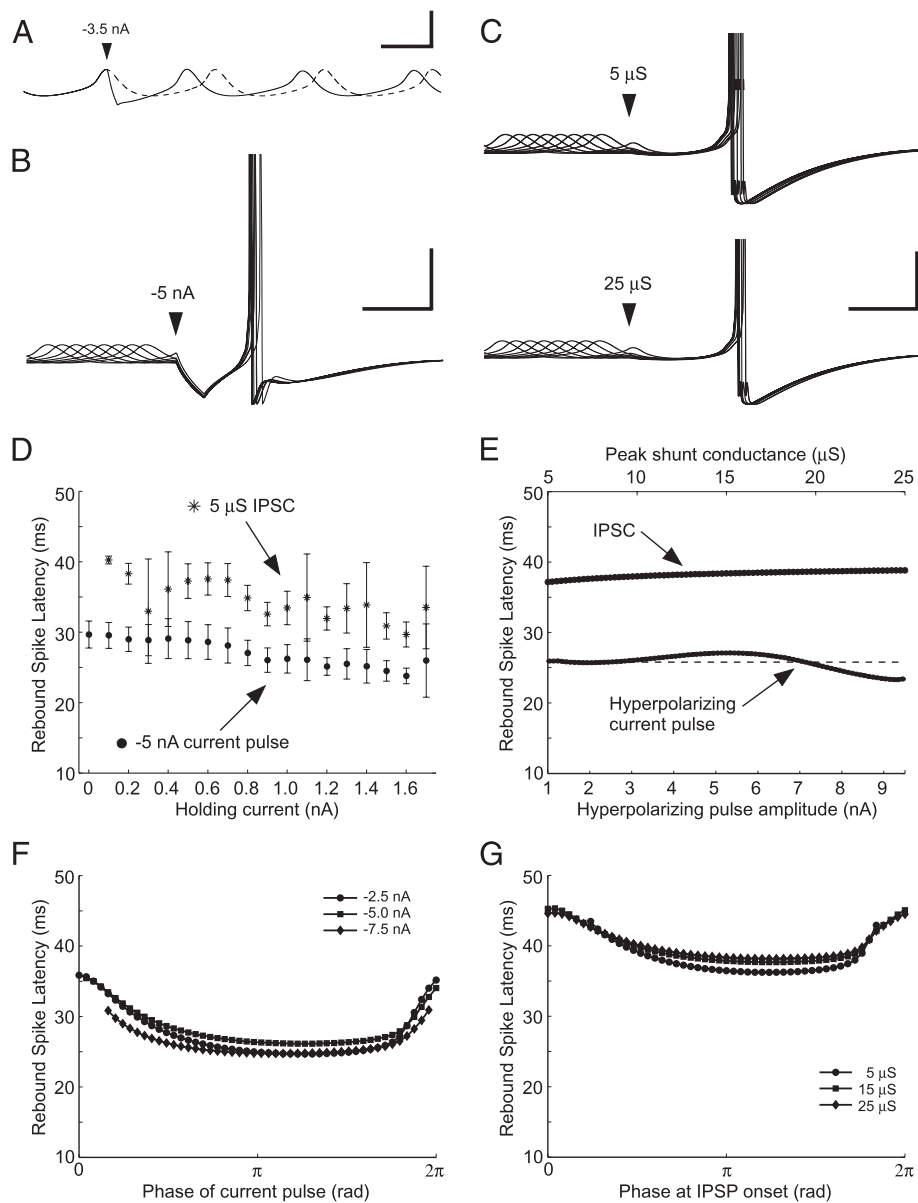 A
-3.5 nA
B
-5 nA
C
5 μS
25 μS
D
50
40
30
20
10
Rebound Spike Latency (ms)
✳ 5 μS IPSC
● -5 nA current pulse
0 0.2 0.4 0.6 0.8 1.0 1.2 1.4 1.6
Holding current (nA)
E
Peak shunt conductance (μS)
5 10 15 20 25
50
40
30
20
10
Rebound Spike Latency (ms)
IPSC
Hyperpolarizing
current pulse
1 2 3 4 5 6 7 8 9
Hyperpolarizing pulse amplitude (nA)
F
50
40
30
20
10
Rebound Spike Latency (ms)
-2.5 nA
-5.0 nA
-7.5 nA
0 π 2π
Phase of current pulse (rad)
G
50
40
30
20
10
Rebound Spike Latency (ms)
5 μS
15 μS
25 μS
0 π 2π
Phase at IPSP onset (rad)